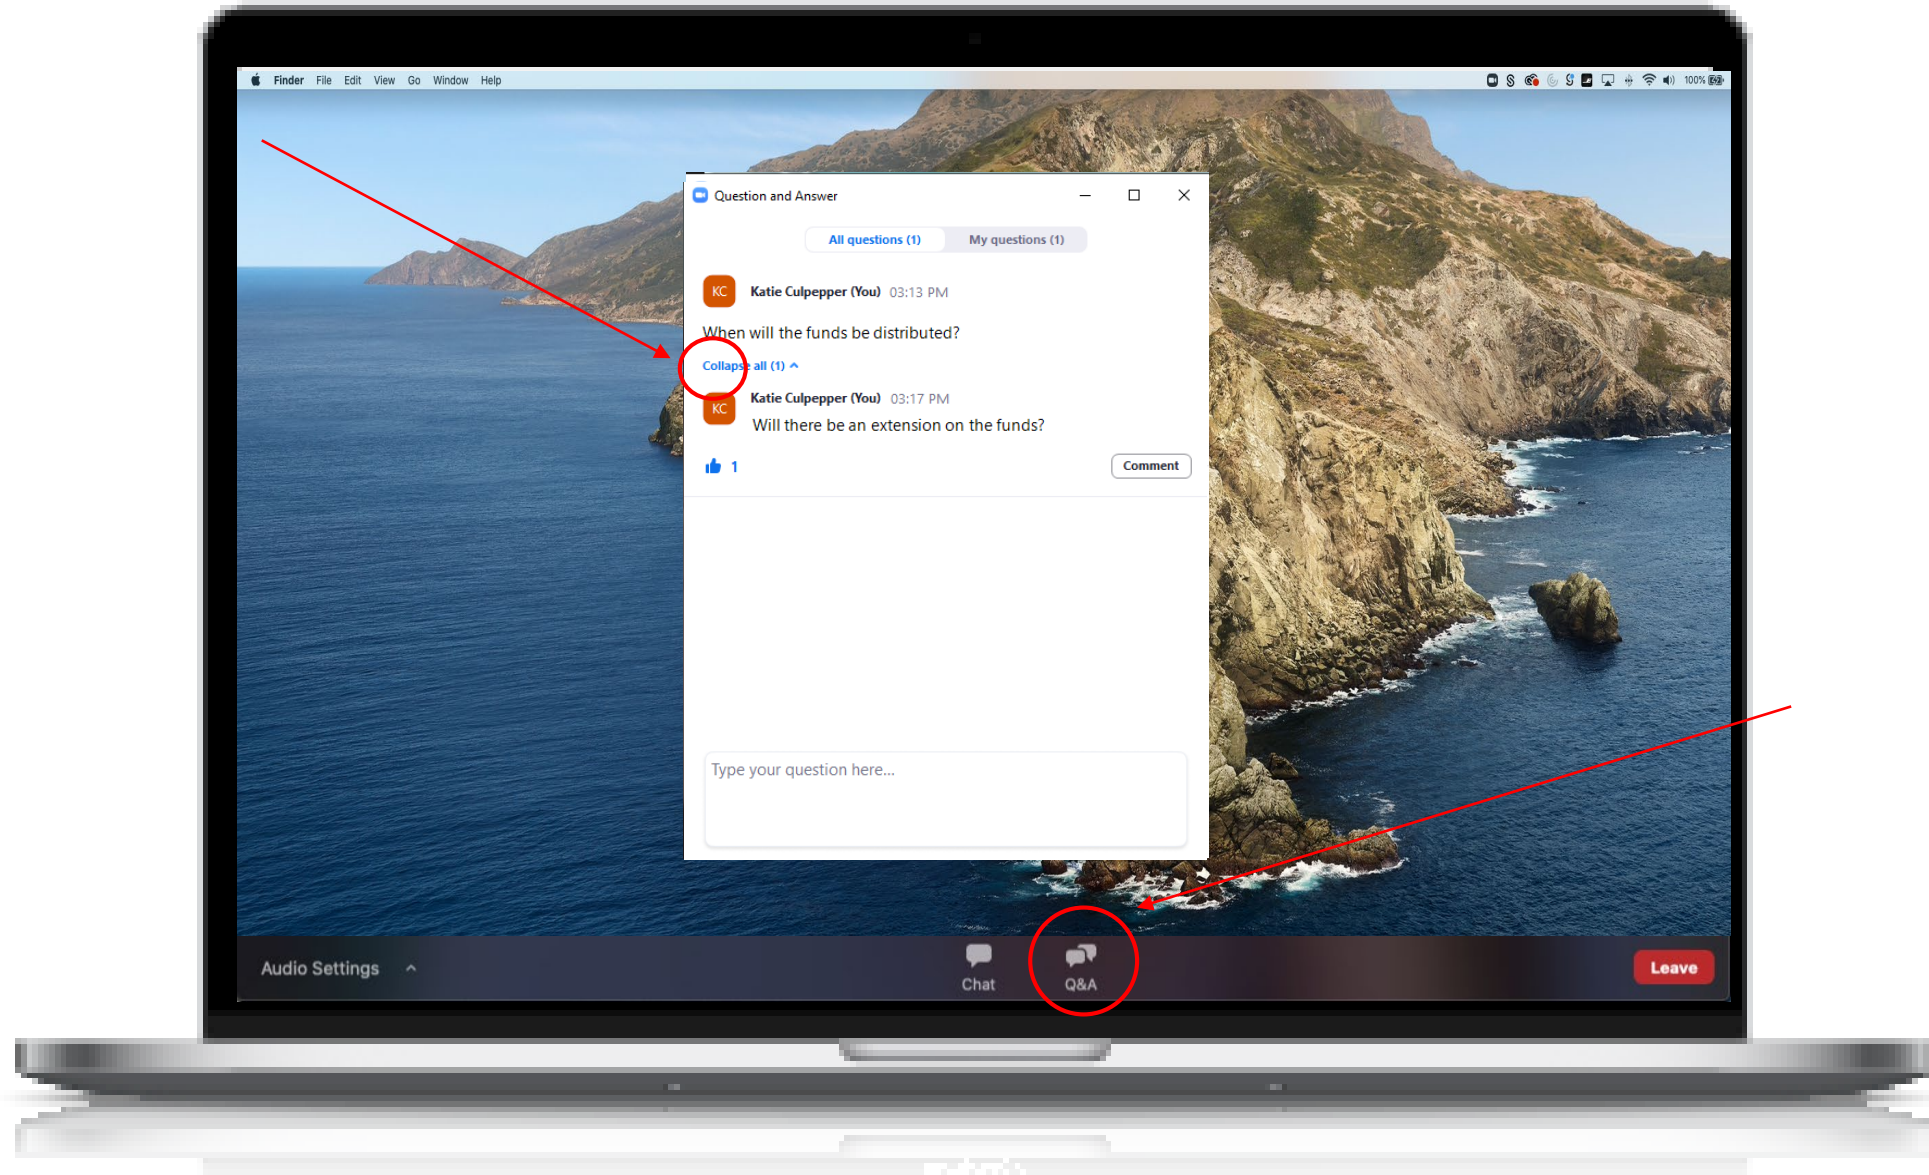 Finder File Edit View Go Window Help 100%
Question and Answer
All questions (1) My questions (1)
KC Katie Culpepper (You) 03:13 PM
When will the funds be distributed?
Collapse all (1)
KC Katie Culpepper (You) 03:17 PM
Will there be an extension on the funds?
1 Comment
Type your question here...
Audio Settings Chat Q&A Leave